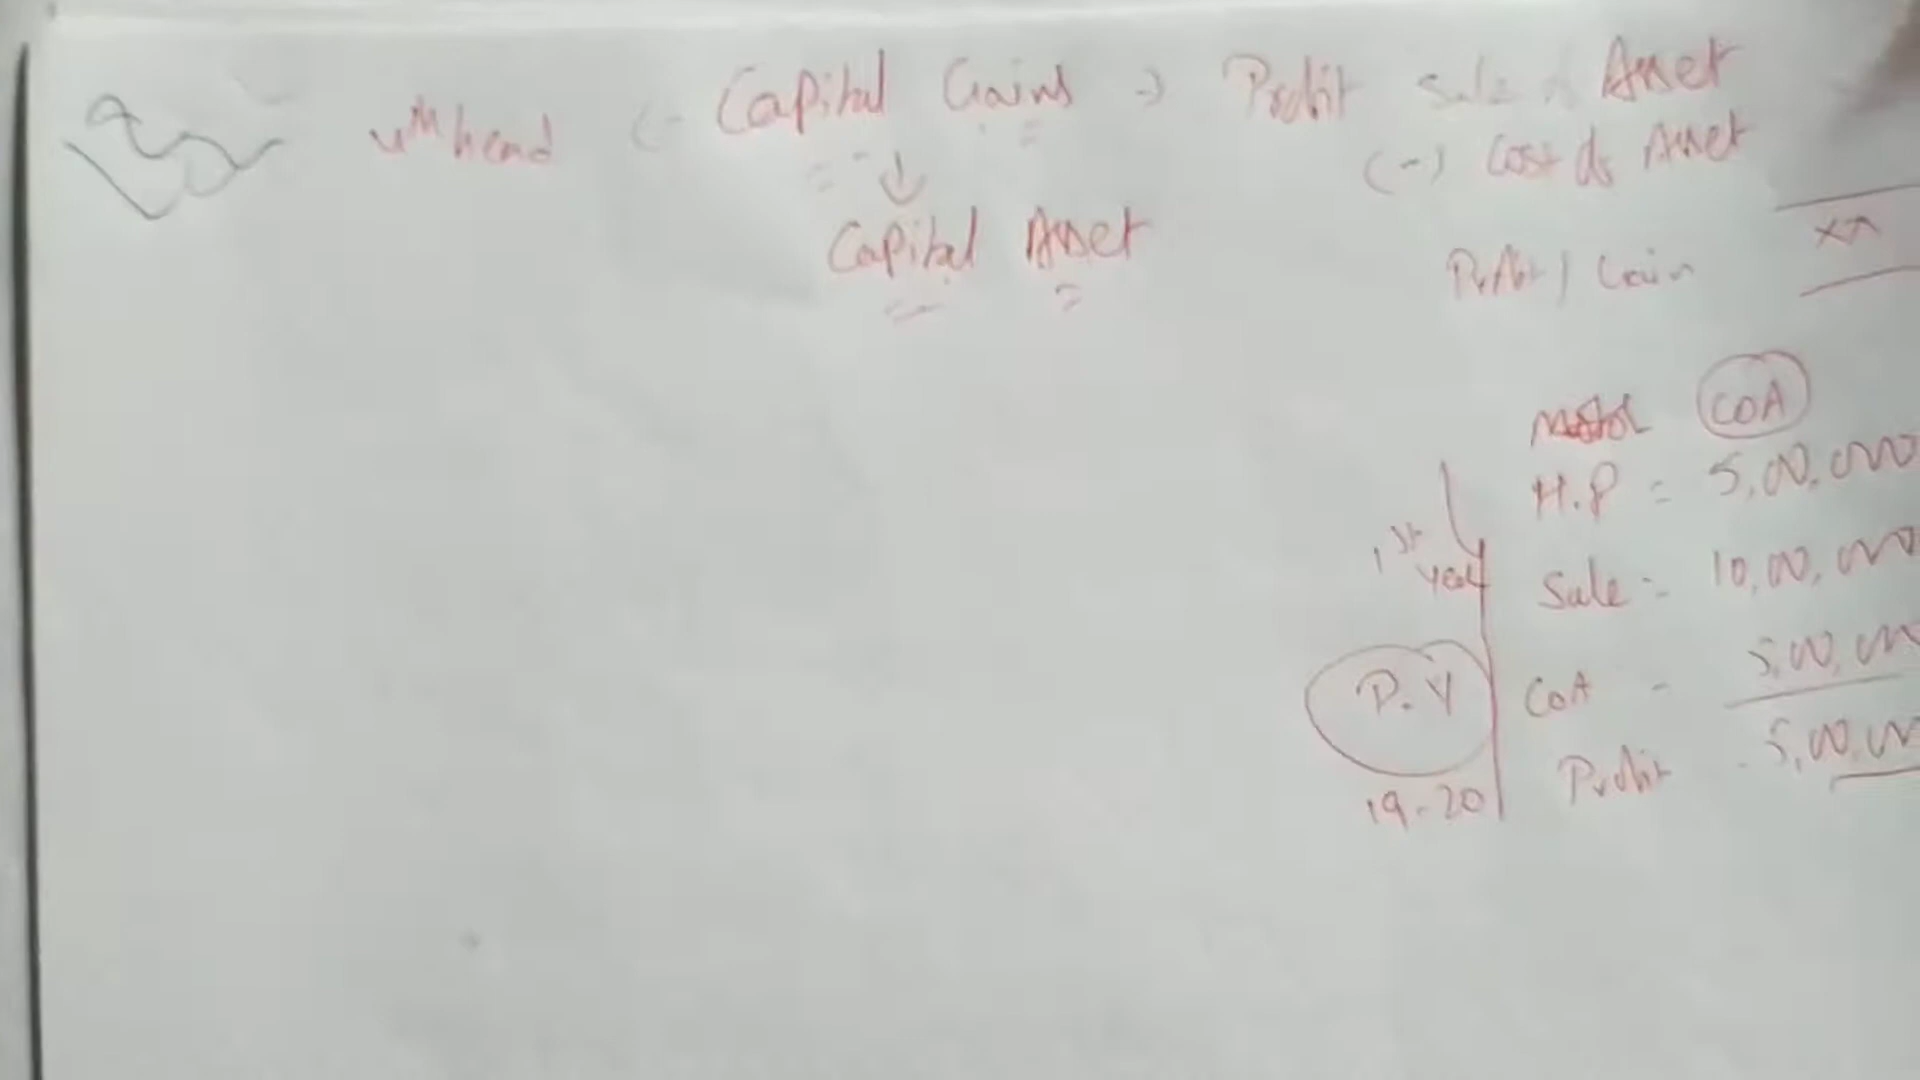 4th head ← Capital Gains → Profit Sale of Asset
(-) Cost of Asset
↓
Capital Asset
Profit / Gain xx
Motor COA
H.P = 5,00,000
1st year
Sale = 10,00,000
P.Y
COA - 5,00,000
Profit - 5,00,000
19-20